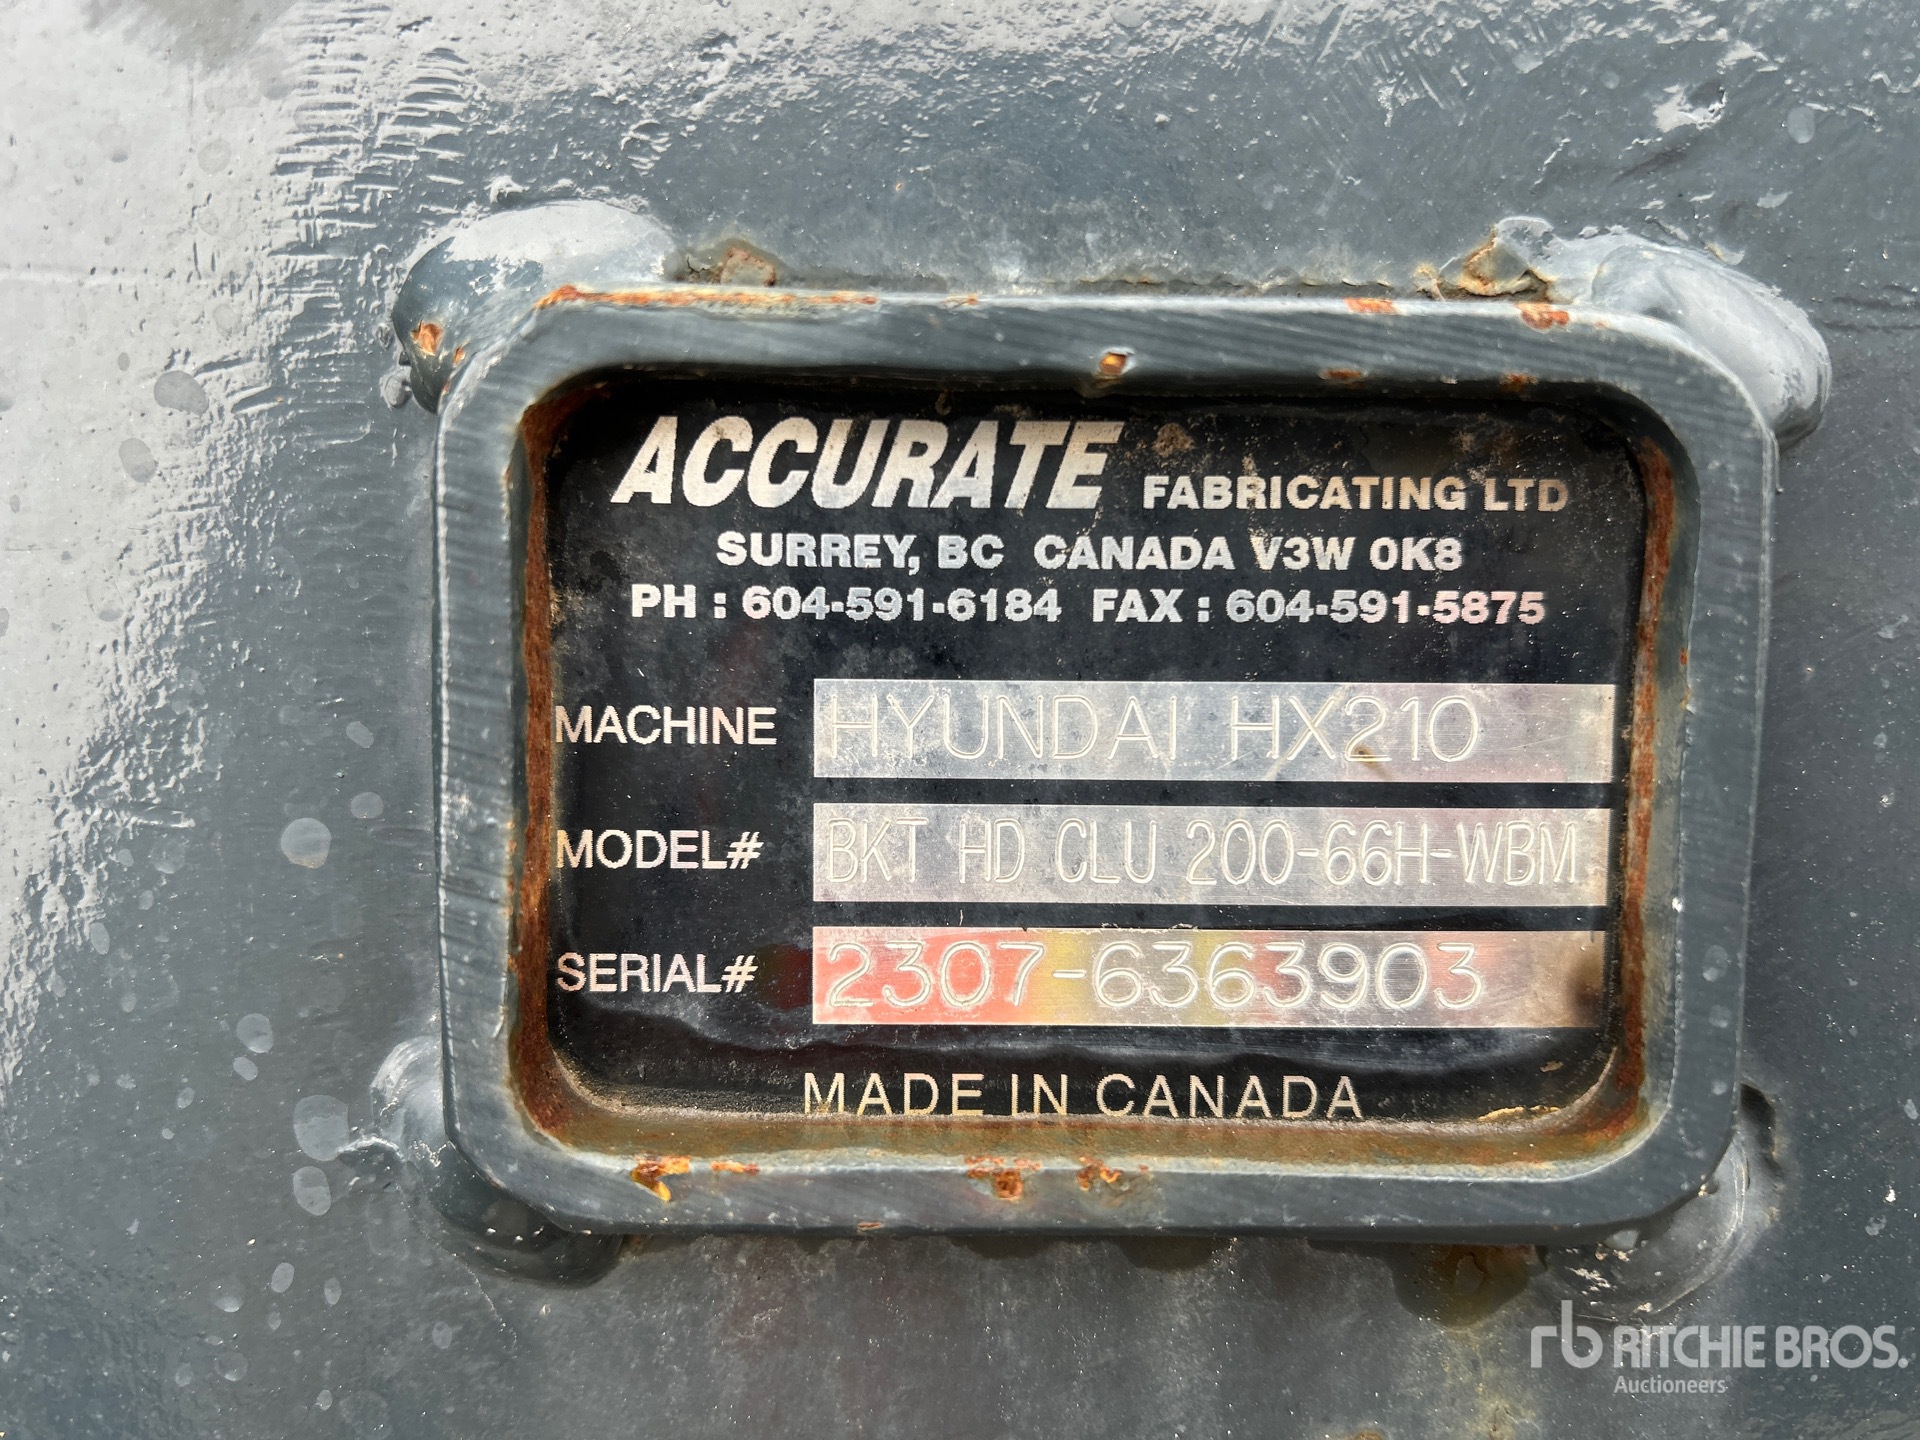 ACCURATE FABRICATING LTD
SURREY, BC CANADA V3W 0K8
PH : 604-591-6184 FAX : 604-591-5875
MACHINE HYUNDAI HX210
MODEL# BKT HD CLU 200-66H-WBM
SERIAL# 2307-6363903
MADE IN CANADA
rb RITCHIE BROS.
Auctioneers